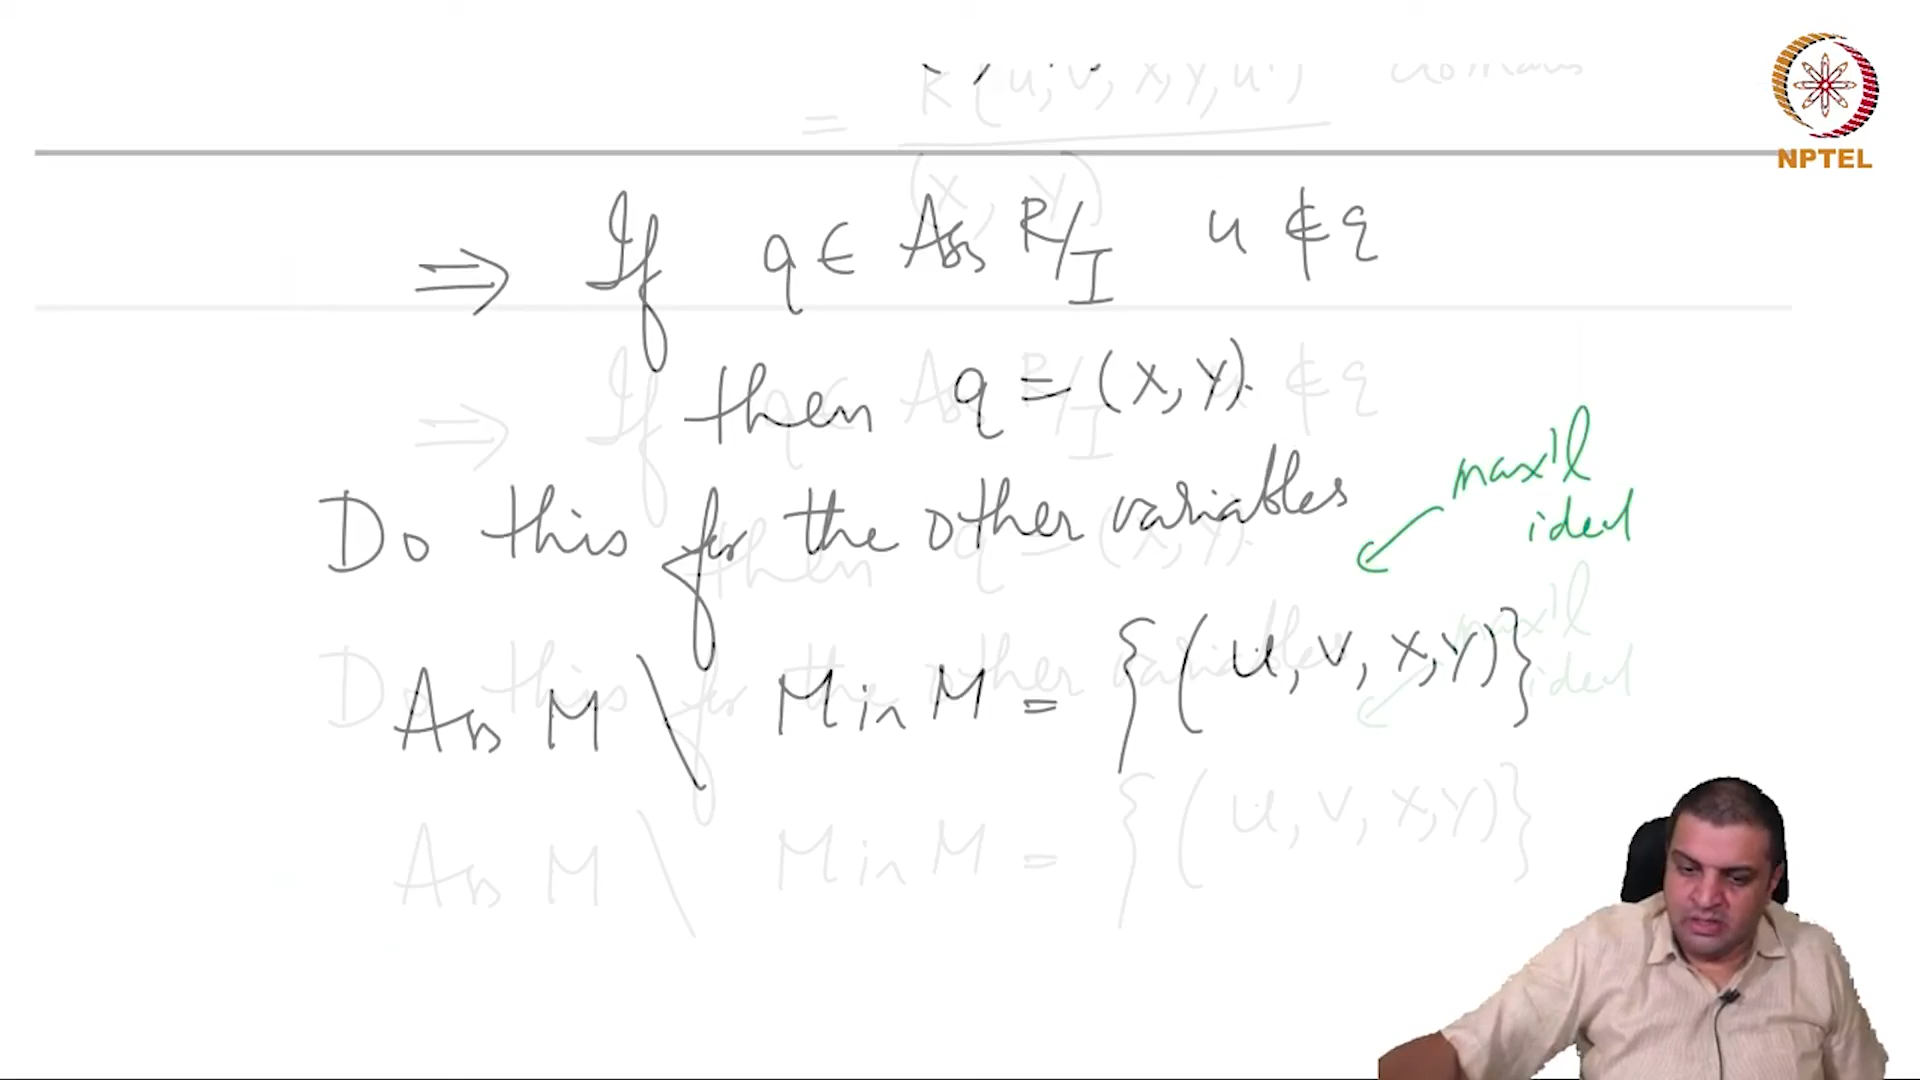 NPTEL
⇒ If q ∈ Ass R/I u ∉ q
then q = (x, y).
Do this for the other variables
max'l
ideal
Ass M \ Min M = {(u, v, x, y)}